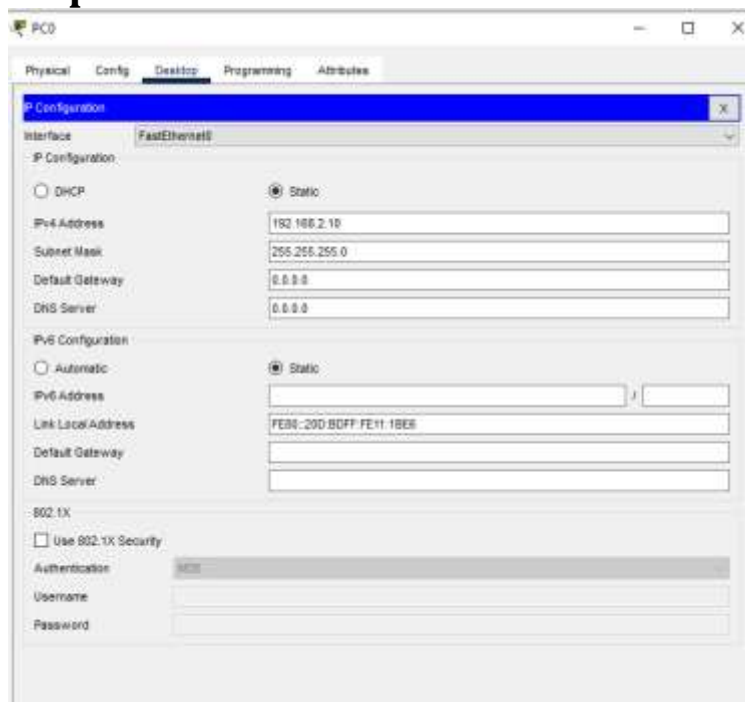 PC0
Physical Config Desktop Programming Attributes
IP Configuration X
Interface FastEthernet0
IP Configuration
DHCP Static
IPv4 Address 192.168.2.10
Subnet Mask 255.255.255.0
Default Gateway 0.0.0.0
DNS Server 0.0.0.0
IPv6 Configuration
Automatic Static
IPv6 Address /
Link Local Address FE80::20D:BDFF:FE11:1BE6
Default Gateway
DNS Server
802.1X
Use 802.1X Security
Authentication MD5
Username
Password